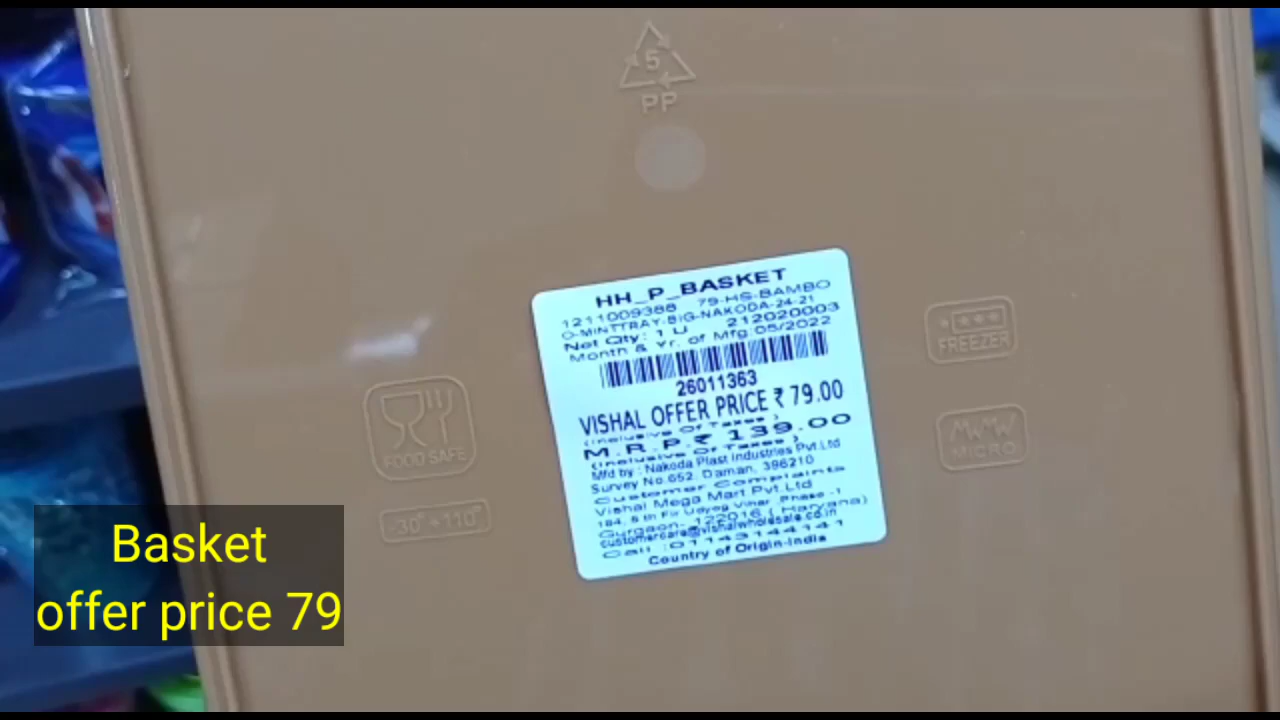 5
PP
HH_P_BASKET
1211009388 79-HS-BAMBO
O-MINTTRAY-BIG-NAKODA-24-21
Net Qty: 1 U 212020003
Month & Yr. of Mfg:05/2022
26011363
VISHAL OFFER PRICE ₹ 79.00
(Inclusive Of Taxes )
M.R.P.₹ 139.00
(Inclusive Of Taxes )
Mfd by : Nakoda Plast Industries Pvt.Ltd
Survey No.652, Daman, 396210
Customer Complaints
Vishal Mega Mart Pvt.Ltd
184, 5 th Flr Udyog Vihar, Phase -1
Gurgaon- 122016 ( Haryana)
customercare@vishalwholesale.co.in
Call :01143144141
Country of Origin-India
FREEZER
FOOD SAFE
MICRO
-30°+110°
Basket
offer price 79